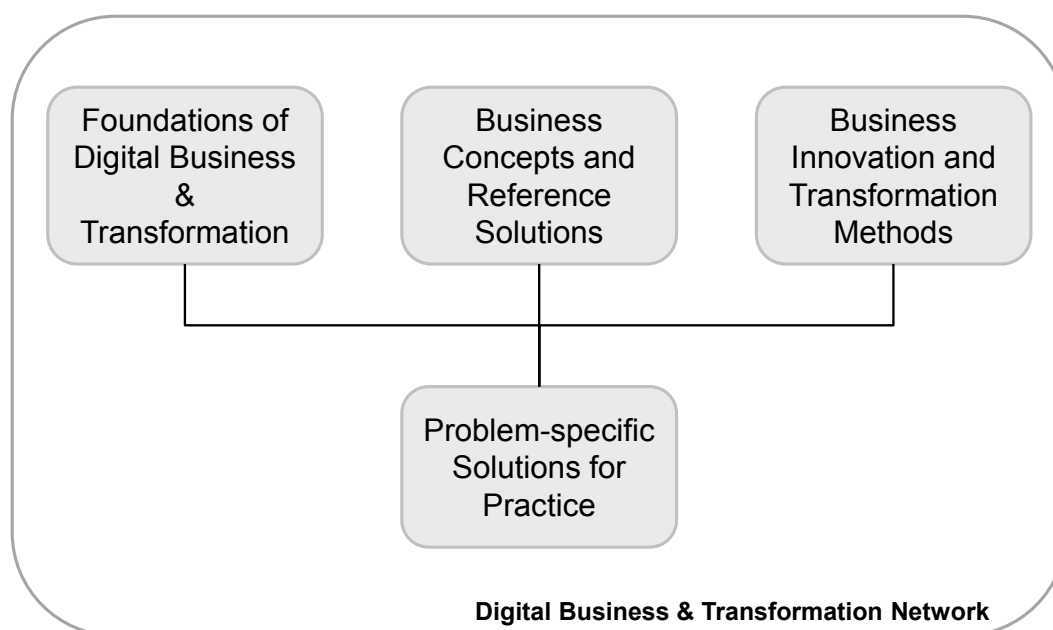 Foundations of
Digital Business
&
Transformation
Business
Concepts and
Reference
Solutions
Business
Innovation and
Transformation
Methods
Problem-specific
Solutions for
Practice
Digital Business & Transformation Network